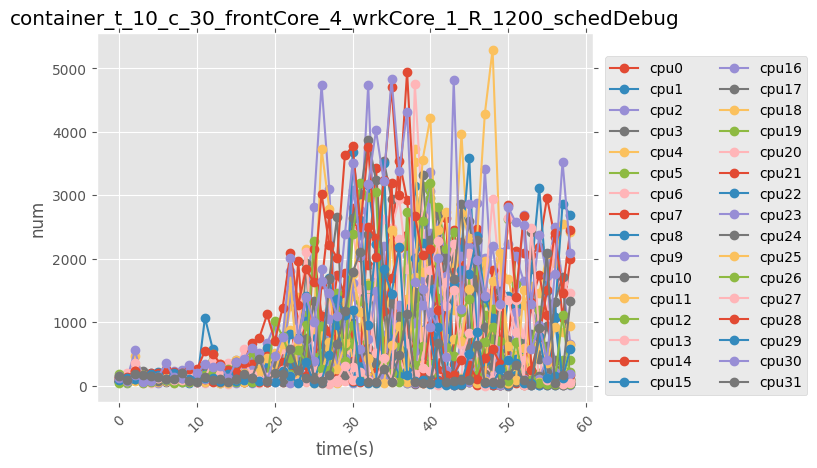 container_t_10_c_30_frontCore_4_wrkCore_1_R_1200_schedDebug
5000
4000
3000
2000
1000
0
num
0
10
20
30
40
50
60
time(s)
cpu0
cpu1
cpu2
cpu3
cpu4
cpu5
cpu6
cpu7
cpu8
cpu9
cpu10
cpu11
cpu12
cpu13
cpu14
cpu15
cpu16
cpu17
cpu18
cpu19
cpu20
cpu21
cpu22
cpu23
cpu24
cpu25
cpu26
cpu27
cpu28
cpu29
cpu30
cpu31